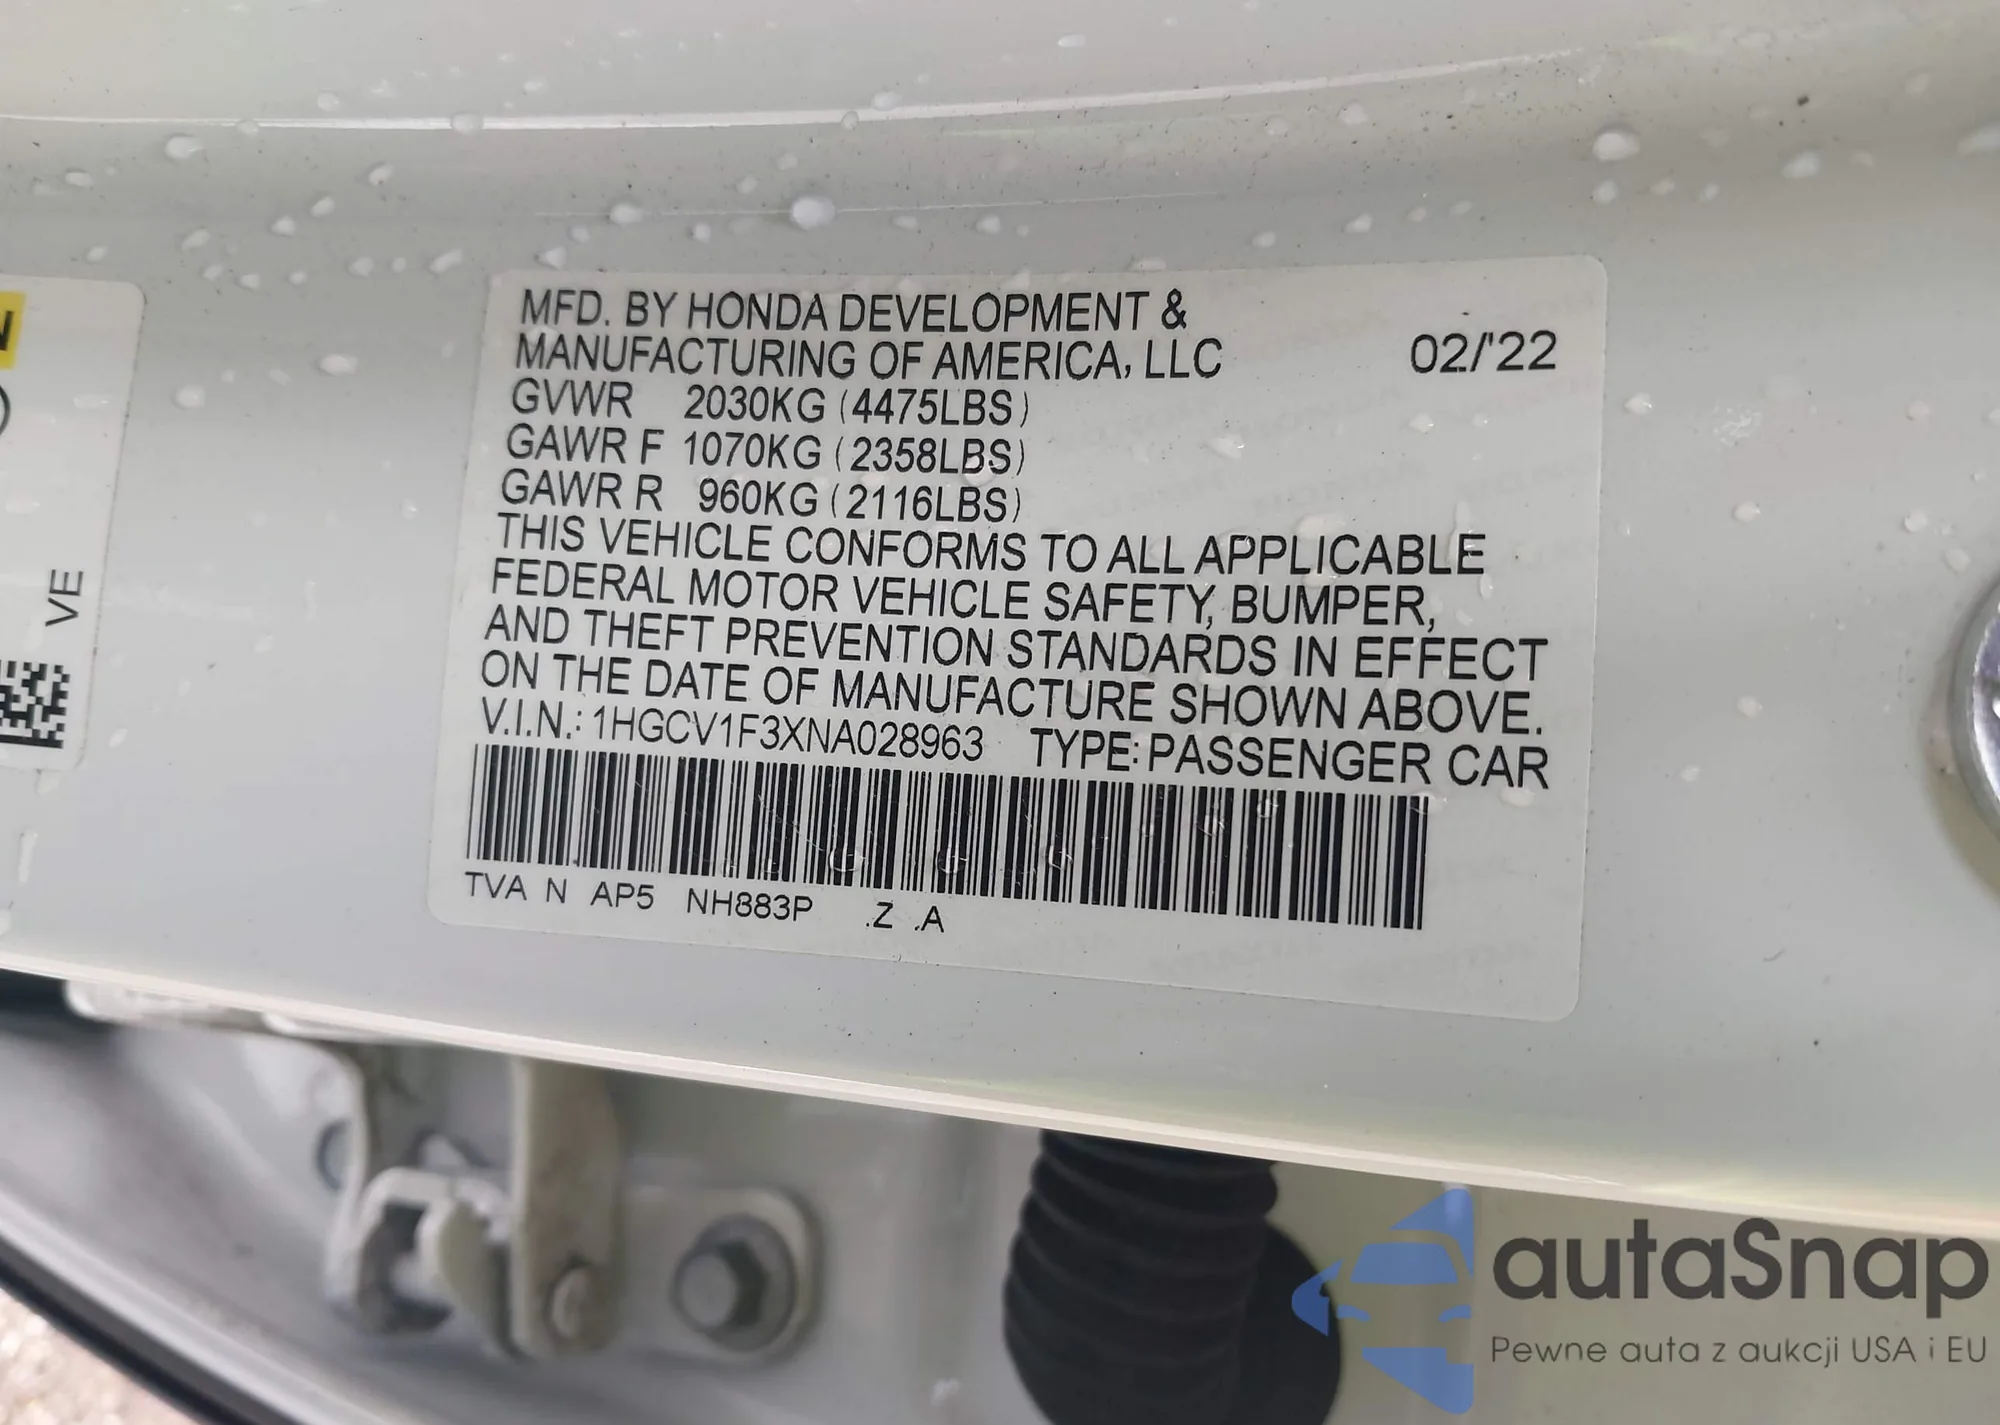 MFD. BY HONDA DEVELOPMENT &
MANUFACTURING OF AMERICA, LLC 02/'22
GVWR 2030KG (4475LBS)
GAWR F 1070KG (2358LBS)
GAWR R 960KG (2116LBS)
THIS VEHICLE CONFORMS TO ALL APPLICABLE
FEDERAL MOTOR VEHICLE SAFETY, BUMPER,
AND THEFT PREVENTION STANDARDS IN EFFECT
ON THE DATE OF MANUFACTURE SHOWN ABOVE.
V.I.N.: 1HGCV1F3XNA028963 TYPE: PASSENGER CAR
TVA N AP5 NH883P .Z .A
N
VE
autaSnap
Pewne auta z aukcji USA i EU